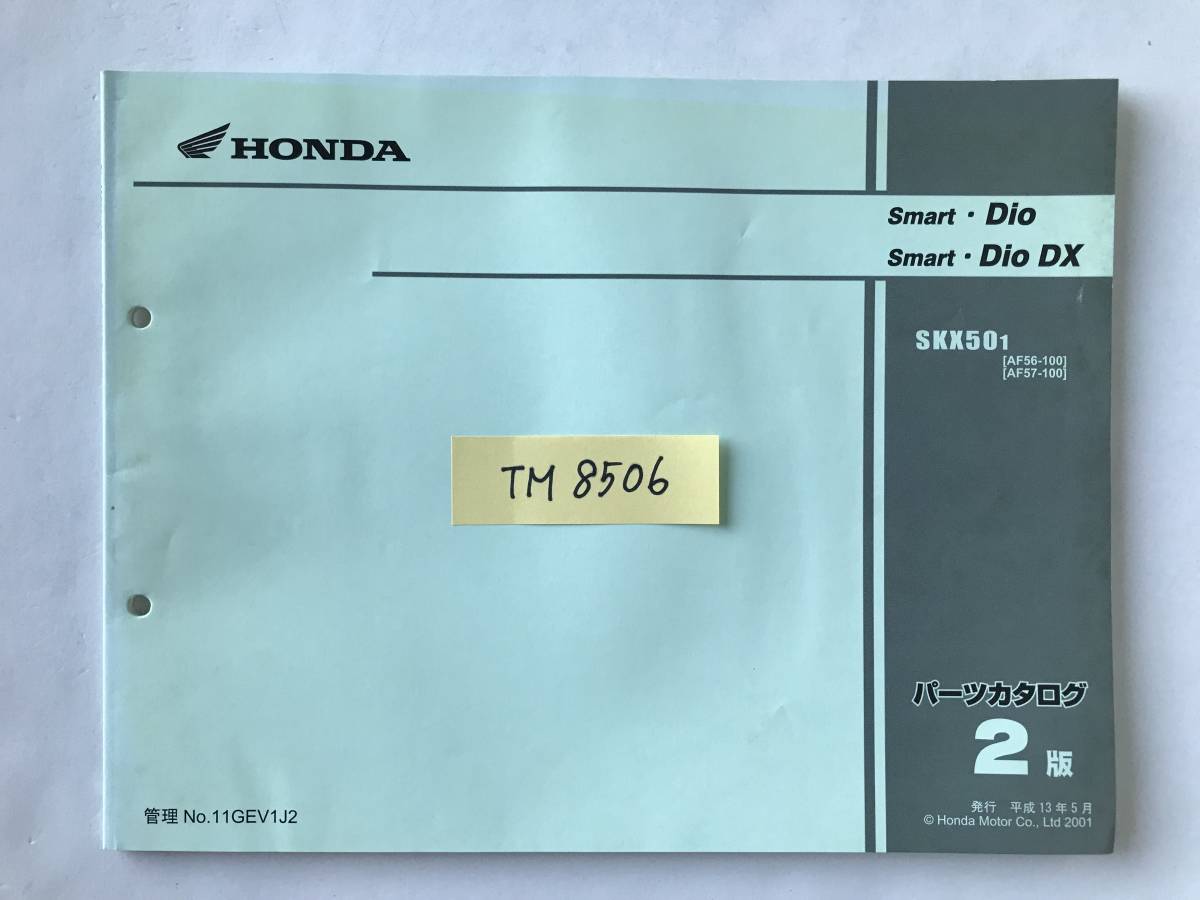 HONDA
Smart・Dio
Smart・Dio DX
SKX501
[AF56-100]
[AF57-100]
TM 8506
パーツカタログ
2版
発行 平成13年5月
© Honda Motor Co., Ltd 2001
管理 No.11GEV1J2